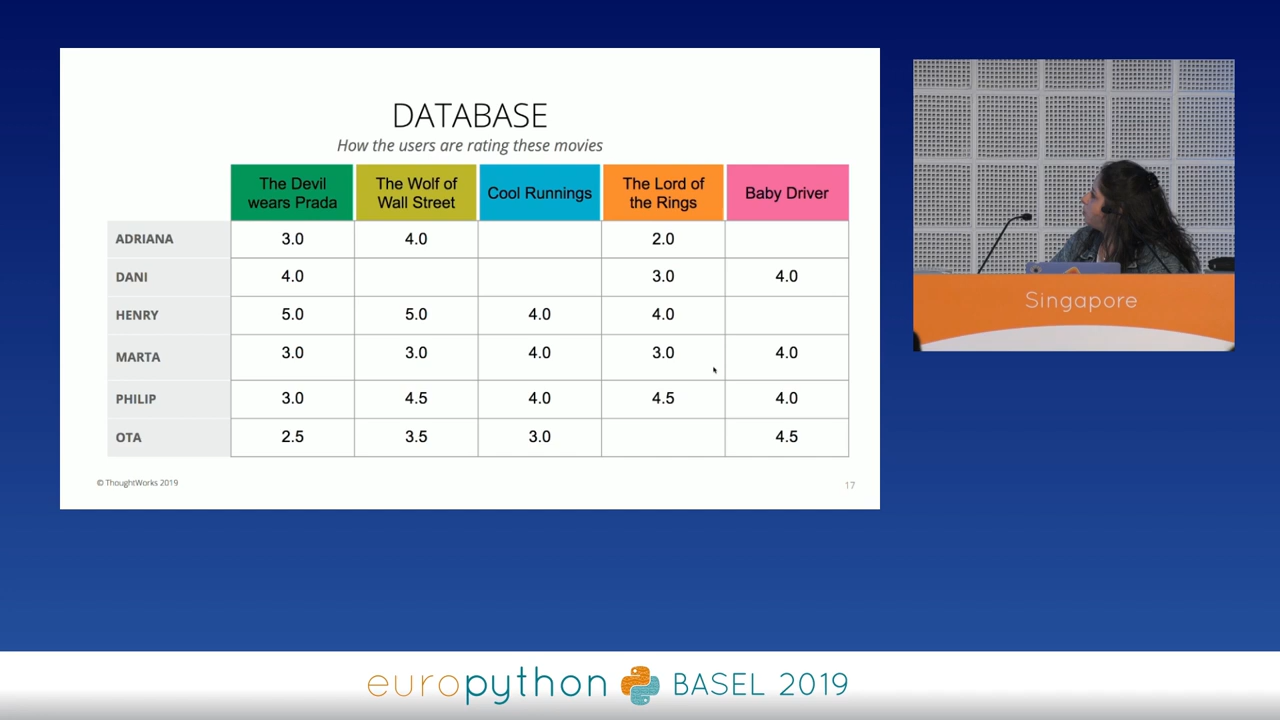 DATABASE
How the users are rating these movies
The Devil wears Prada The Wolf of Wall Street Cool Runnings The Lord of the Rings Baby Driver
ADRIANA 3.0 4.0 2.0
DANI 4.0 3.0 4.0
HENRY 5.0 5.0 4.0 4.0
MARTA 3.0 3.0 4.0 3.0 4.0
PHILIP 3.0 4.5 4.0 4.5 4.0
OTA 2.5 3.5 3.0 4.5
© ThoughtWorks 2019
17
Singapore
europython BASEL 2019